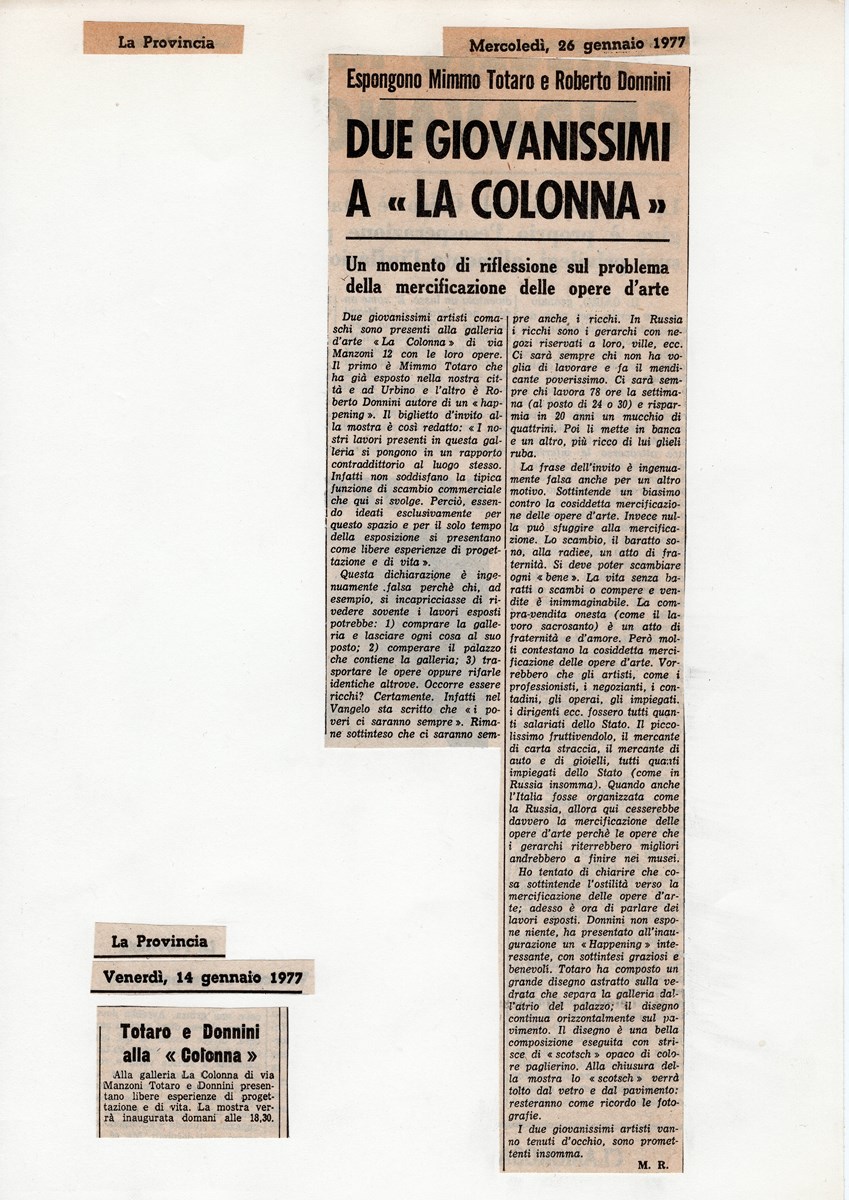 La Provincia
Mercoledì, 26 gennaio 1977
Espongono Mimmo Totaro e Roberto Donnini
DUE GIOVANISSIMI
A « LA COLONNA »
Un momento di riflessione sul problema
della mercificazione delle opere d'arte
Due giovanissimi artisti coma-
schi sono presenti alla galleria
d'arte « La Colonna » di via
Manzoni 12 con le loro opere.
Il primo è Mimmo Totaro che
ha già esposto nella nostra cit-
tà e ad Urbino e l'altro è Ro-
berto Donnini autore di un « hap-
pening ». Il biglietto d'invito al-
la mostra è così redatto: « I no-
stri lavori presenti in questa gal-
leria si pongono in un rapporto
contraddittorio al luogo stesso.
Infatti non soddisfano la tipica
funzione di scambio commerciale
che qui si svolge. Perciò, essen-
do ideati esclusivamente per
questo spazio e per il solo tempo
della esposizione si presentano
come libere esperienze di proget-
tazione e di vita ».
Questa dichiarazione è inge-
nuamente falsa perchè chi, ad
esempio, si incapricciasse di ri-
vedere sovente i lavori esposti
potrebbe: 1) comprare la galle-
ria e lasciare ogni cosa al suo
posto; 2) comperare il palazzo
che contiene la galleria; 3) tra-
sportare le opere oppure rifarle
identiche altrove. Occorre essere
ricchi? Certamente. Infatti nel
Vangelo sta scritto che « i po-
veri ci saranno sempre ». Rima-
ne sottinteso che ci saranno sem-
pre anche i ricchi. In Russia
i ricchi sono i gerarchi con ne-
gozi riservati a loro, ville, ecc.
Ci sarà sempre chi non ha vo-
glia di lavorare e fa il mendi-
cante poverissimo. Ci sarà sem-
pre chi lavora 78 ore la settima-
na (al posto di 24 o 30) e rispar-
mia in 20 anni un mucchio di
quattrini. Poi li mette in banca
e un altro, più ricco di lui glieli
ruba.
La frase dell'invito è ingenua-
mente falsa anche per un altro
motivo. Sottintende un biasimo
contro la cosiddetta mercificazio-
ne delle opere d'arte. Invece nul-
la può sfuggire alla mercifica-
zione. Lo scambio, il baratto so-
no, alla radice, un atto di fra-
ternità. Si deve poter scambiare
ogni « bene ». La vita senza ba-
ratti o scambi o compere e ven-
dite è inimmaginabile. La com-
pra-vendita onesta (come il la-
voro sacrosanto) è un atto di
fraternità e d'amore. Però mol-
ti contestano la cosiddetta merci-
ficazione delle opere d'arte. Vor-
rebbero che gli artisti, come i
professionisti, i negozianti, i con-
tadini, gli operai, gli impiegati.
i dirigenti ecc. fossero tutti quan-
ti salariati dello Stato. Il picco-
lissimo fruttivendolo, il mercante
di carta straccia, il mercante di
auto e di gioielli, tutti quanti
impiegati dello Stato (come in
Russia insomma). Quando anche
l'Italia fosse organizzata come
la Russia, allora qui cesserebbe
davvero la mercificazione delle
opere d'arte perchè le opere che
i gerarchi riterrebbero migliori
andrebbero a finire nei musei.
Ho tentato di chiarire che co-
sa sottintende l'ostilità verso la
mercificazione delle opere d'ar-
te; adesso è ora di parlare dei
lavori esposti. Donnini non espo-
ne niente, ha presentato all'inau-
gurazione un « Happening » inte-
ressante, con sottintesi graziosi e
benevoli. Totaro ha composto un
grande disegno astratto sulla ve-
drata che separa la galleria dal-
l'atrio del palazzo; il disegno
continua orizzontalmente sul pa-
vimento. Il disegno è una bella
composizione eseguita con stri-
sce di « scotsch » opaco di colo-
re paglierino. Alla chiusura del-
la mostra lo « scotsch » verrà
tolto dal vetro e dal pavimento:
resteranno come ricordo le foto-
grafie.
I due giovanissimi artisti van-
no tenuti d'occhio, sono promet-
tenti insomma.
M. R.
La Provincia
Venerdì, 14 gennaio 1977
Totaro e Donnini
alla « Colonna »
Alla galleria La Colonna di via
Manzoni Totaro e Donnini presen-
tano libere esperienze di proget-
tazione e di vita. La mostra ver-
rà inaugurata domani alle 18,30.